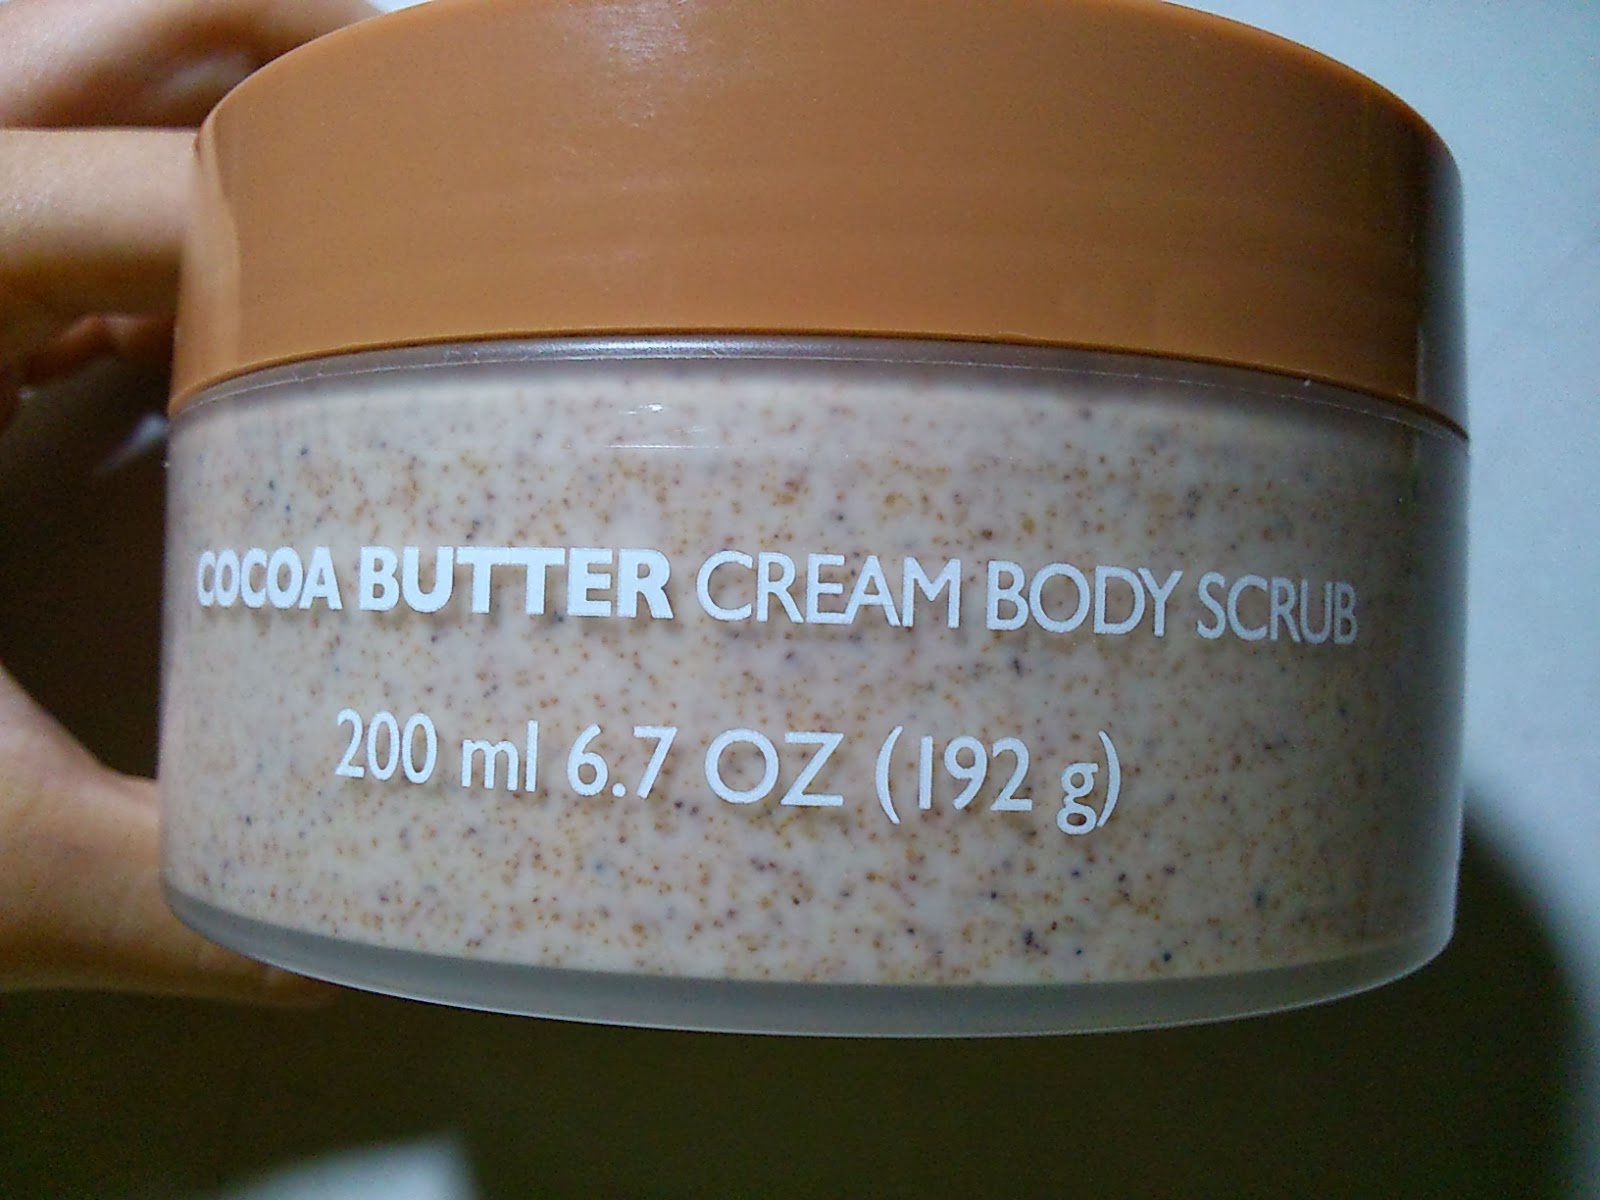 COCOA BUTTER CREAM BODY SCRUB
200 ml 6.7 OZ (192 g)